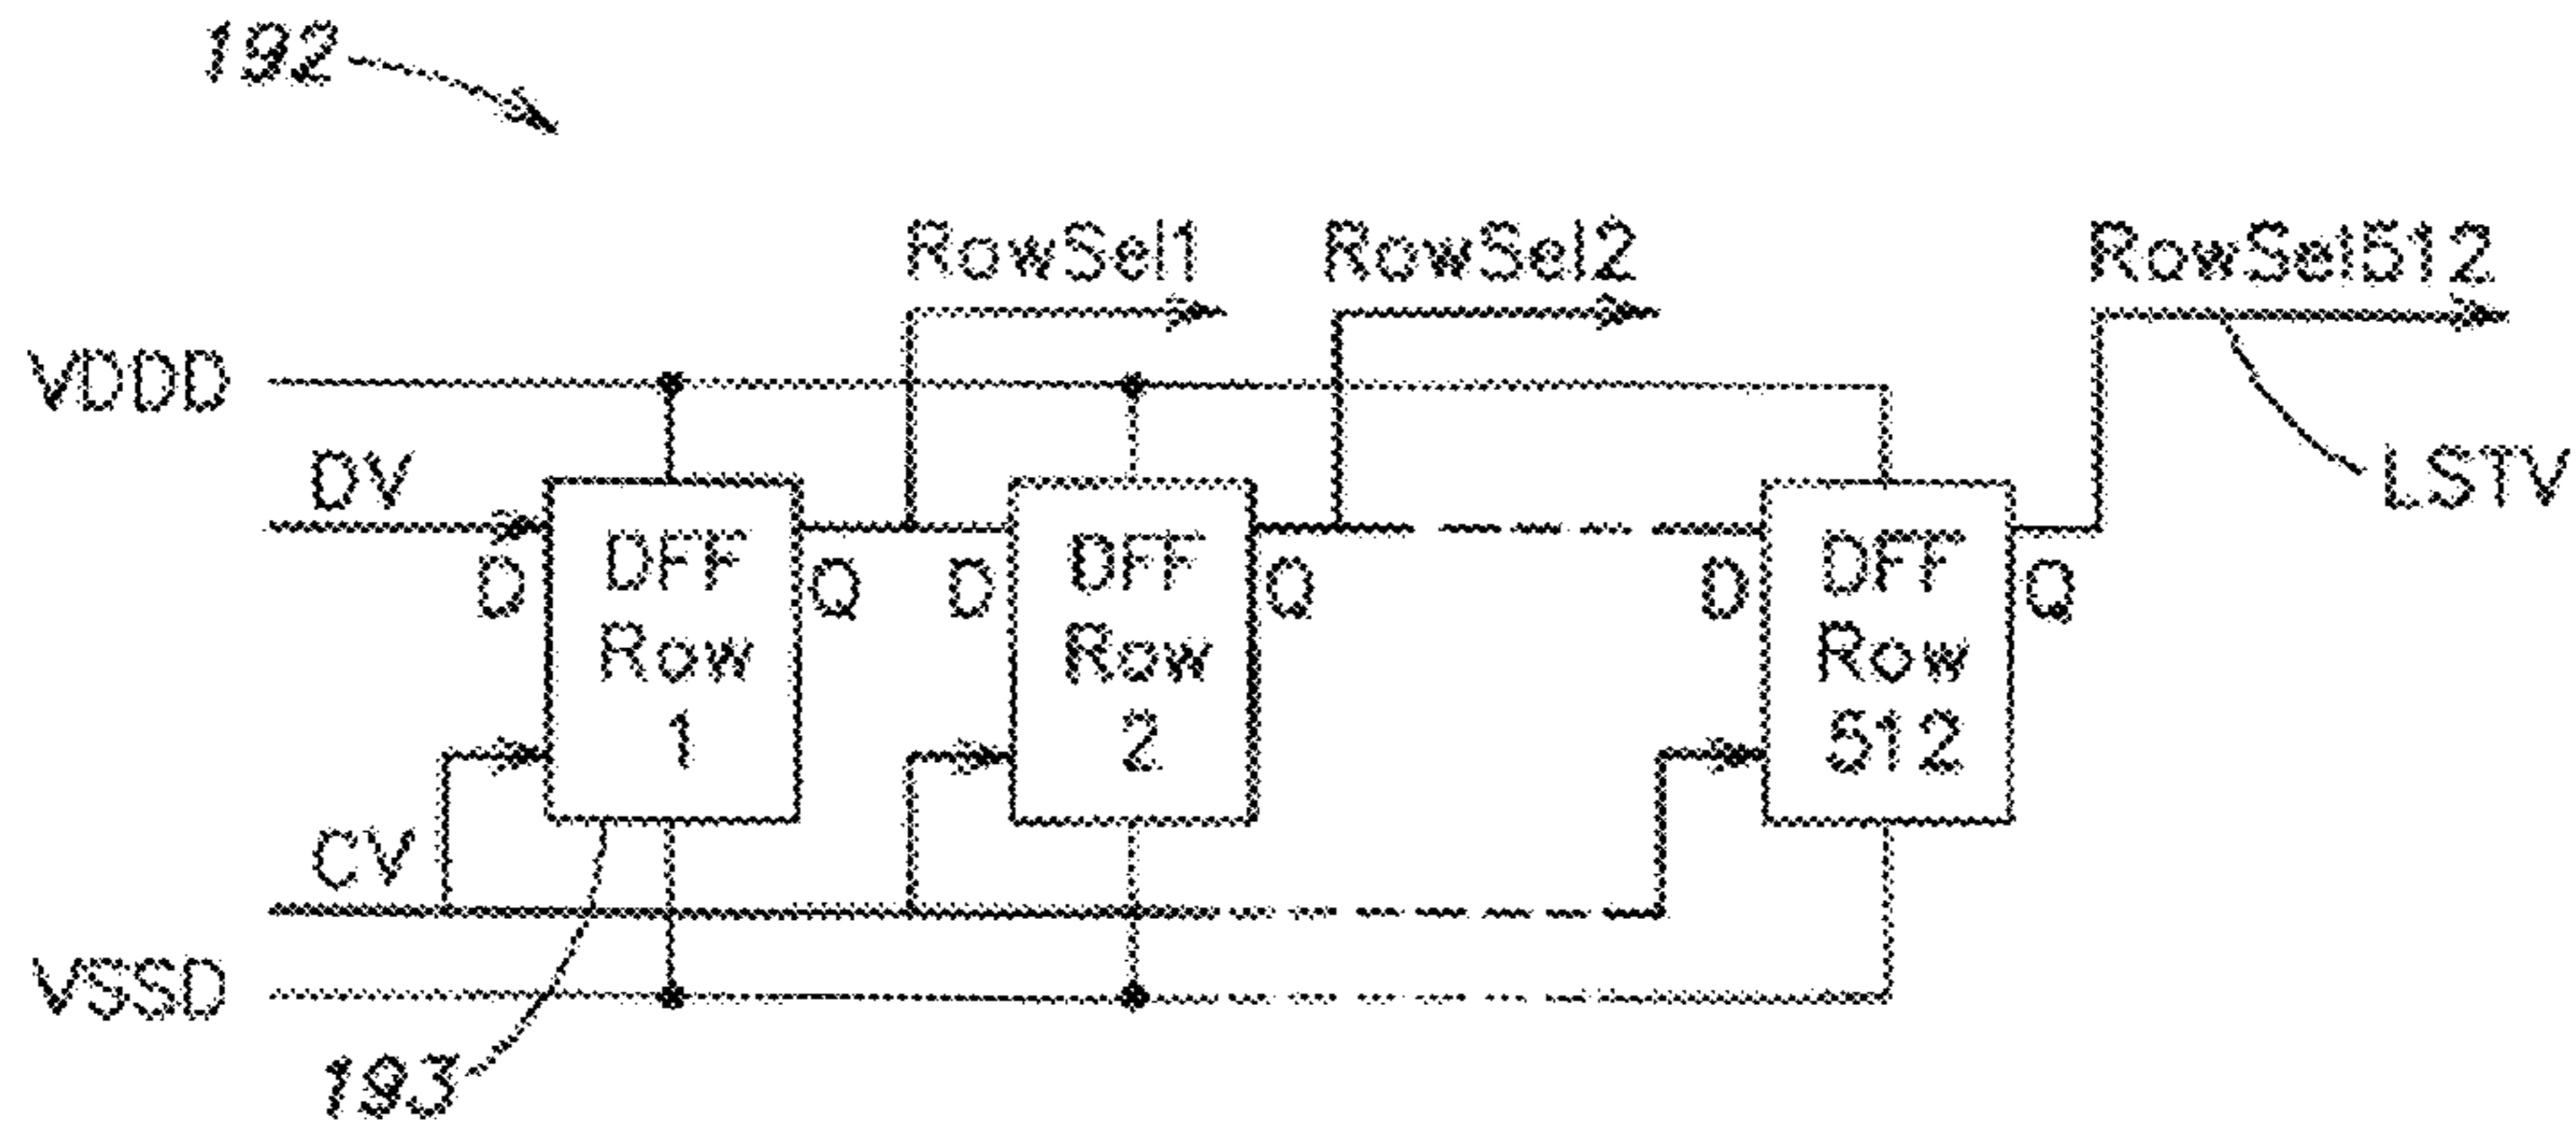 192
RowSel1
RowSel2
RowSel512
VDDD
DV
LSTV
D
DFF
Row
1
Q
D
DFF
Row
2
Q
D
DFF
Row
512
Q
CV
VSSD
193